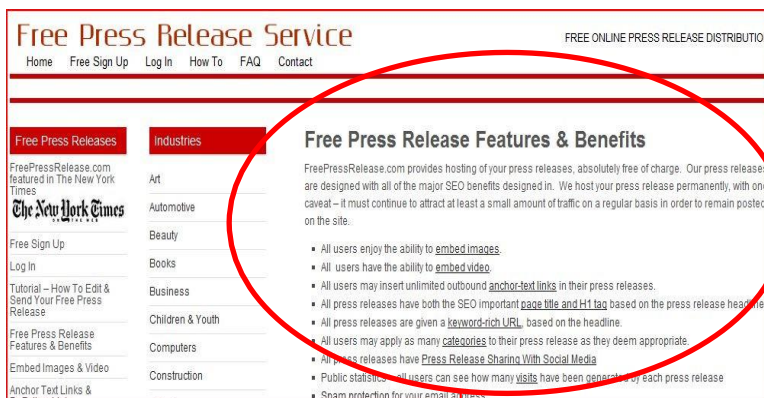 Free Press Release Service
FREE ONLINE PRESS RELEASE DISTRIBUTIO
Home Free Sign Up Log In How To FAQ Contact
Free Press Releases
FreePressRelease.com
featured in The New York
Times
The New York Times
ON THE WEB
Free Sign Up
Log In
Tutorial – How To Edit &
Send Your Free Press
Release
Free Press Release
Features & Benefits
Embed Images & Video
Anchor Text Links &
Industries
Art
Automotive
Beauty
Books
Business
Children & Youth
Computers
Construction
Free Press Release Features & Benefits
FreePressRelease.com provides hosting of your press releases, absolutely free of charge. Our press releases
are designed with all of the major SEO benefits designed in. We host your press release permanently, with one
caveat – it must continue to attract at least a small amount of traffic on a regular basis in order to remain posted
on the site.
All users enjoy the ability to embed images.
All users have the ability to embed video.
All users may insert unlimited outbound anchor-text links in their press releases.
All press releases have both the SEO important page title and H1 tag based on the press release headline
All press releases are given a keyword-rich URL, based on the headline.
All users may apply as many categories to their press release as they deem appropriate.
All press releases have Press Release Sharing With Social Media
Public statistics – all users can see how many visits have been generated by each press release
Spam protection for your email address